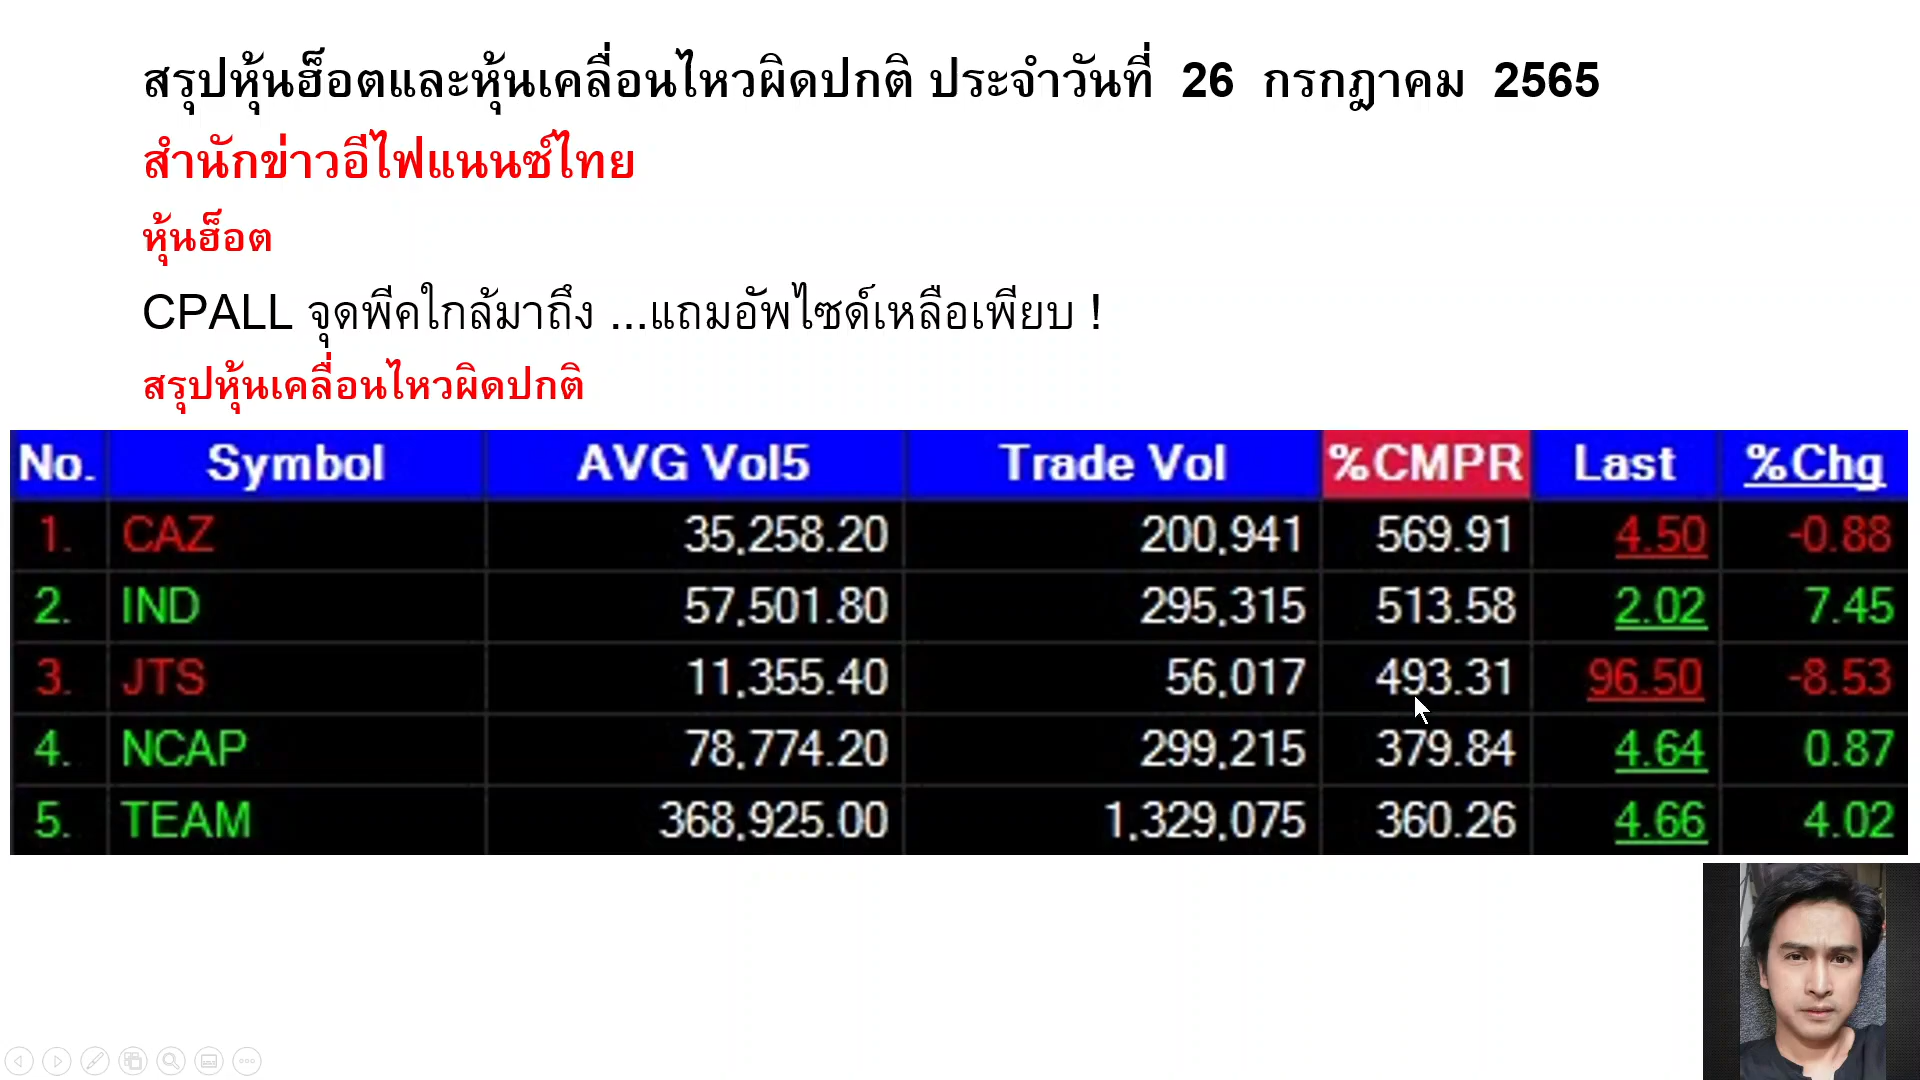 สรุปหุ้นฮ็อตและหุ้นเคลื่อนไหวผิดปกติ ประจำวันที่ 26 กรกฎาคม 2565
สำนักข่าวอีไฟแนนซ์ไทย
หุ้นฮ็อต
CPALL จุดพีคใกล้มาถึง ...แถมอัพไซด์เหลือเพียบ !
สรุปหุ้นเคลื่อนไหวผิดปกติ
No. Symbol AVG Vol5 Trade Vol %CMPR Last %Chg
1. CAZ 35,258.20 200,941 569.91 4.50 -0.88
2. IND 57,501.80 295,315 513.58 2.02 7.45
3. JTS 11,355.40 56,017 493.31 96.50 -8.53
4. NCAP 78,774.20 299,215 379.84 4.64 0.87
5. TEAM 368,925.00 1,329,075 360.26 4.66 4.02